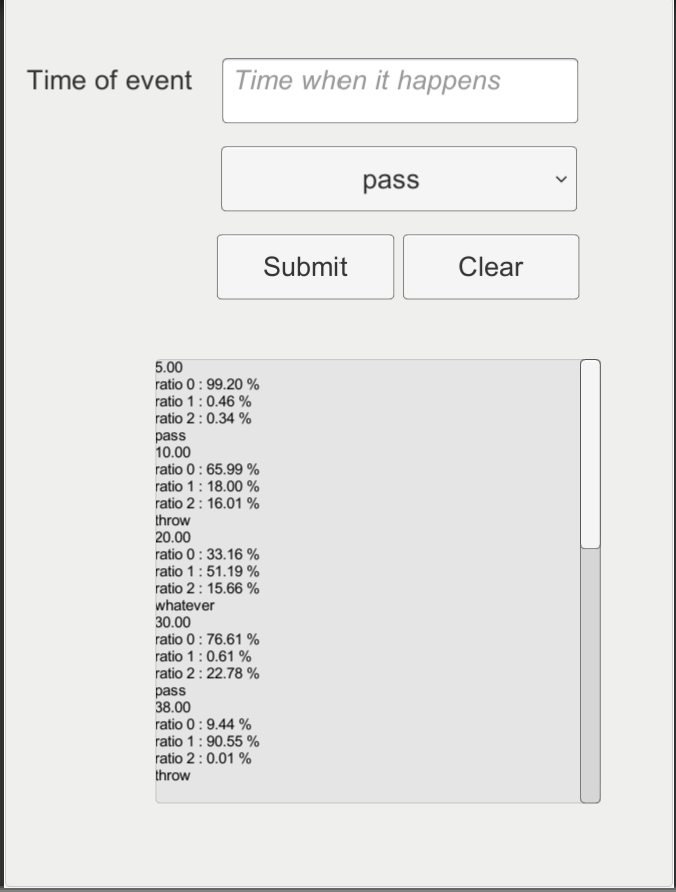 Time of event
Time when it happens
pass
Submit
Clear
5.00
ratio 0 : 99.20 %
ratio 1 : 0.46 %
ratio 2 : 0.34 %
pass
10.00
ratio 0 : 65.99 %
ratio 1 : 18.00 %
ratio 2 : 16.01 %
throw
20.00
ratio 0 : 33.16 %
ratio 1 : 51.19 %
ratio 2 : 15.66 %
whatever
30.00
ratio 0 : 76.61 %
ratio 1 : 0.61 %
ratio 2 : 22.78 %
pass
38.00
ratio 0 : 9.44 %
ratio 1 : 90.55 %
ratio 2 : 0.01 %
throw